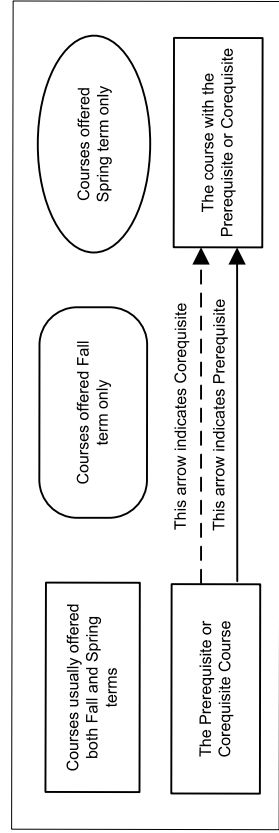 Courses usually offered
both Fall and Spring
terms
Courses offered Fall
term only
Courses offered
Spring term only
The Prerequisite or
Corequisite Course
This arrow indicates Corequisite
This arrow indicates Prerequisite
The course with the
Prerequisite or Corequisite